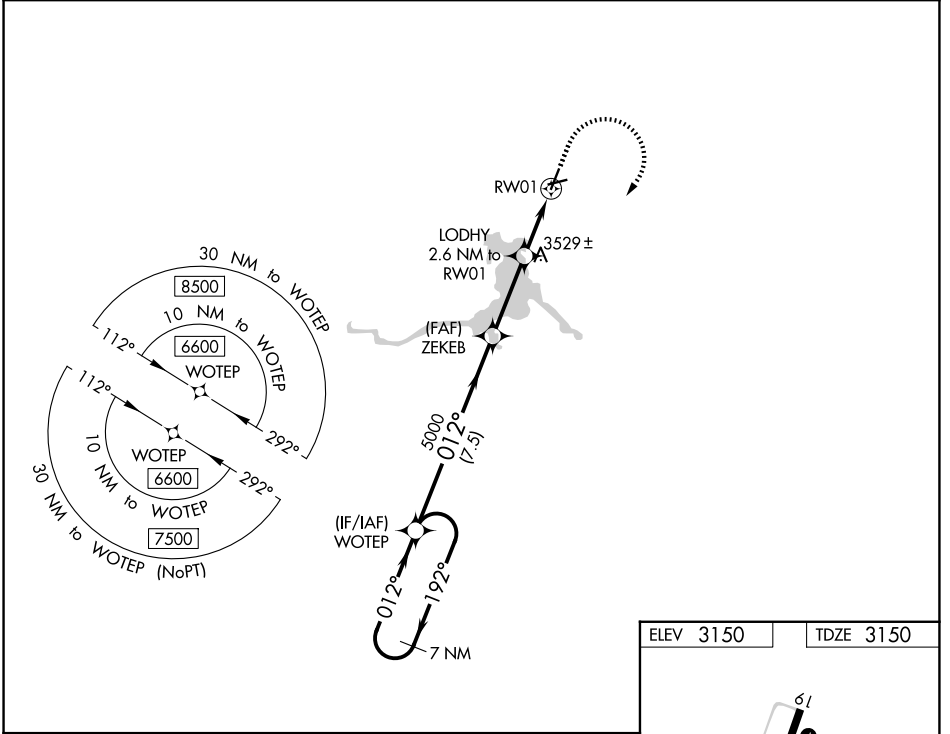 RW01
LODHY
2.6 NM to
RW01
3529 ±
(FAF)
ZEKEB
5000
012°
(7.5)
(IF/IAF)
WOTEP
012°
192°
7 NM
30 NM to WOTEP
8500
10 NM to WOTEP
6600
WOTEP
112°
292°
112°
292°
WOTEP
6600
10 NM to WOTEP
7500
30 NM to WOTEP (NoPT)
ELEV 3150
TDZE 3150
19